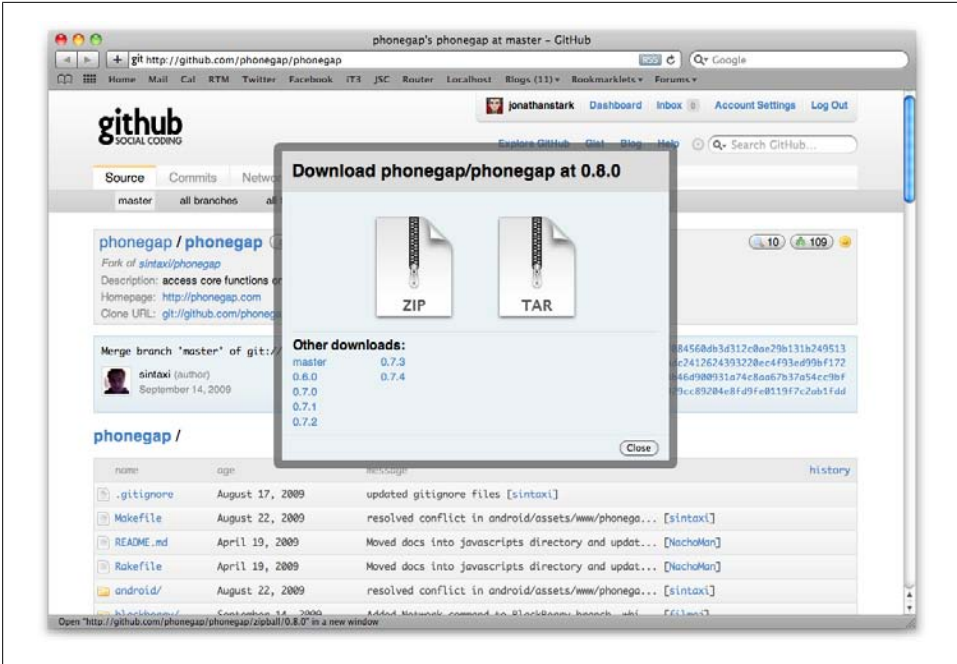 phonegap's phonegap at master – GitHub
git http://github.com/phonegap/phonegap RSS Google
Home Mail Cal RTM Twitter Facebook iT3 JSC Router Localhost Blogs (11) Bookmarklets Forums
github
SOCIAL CODING
jonathanstark Dashboard Inbox 0 Account Settings Log Out
Explore GitHub Gist Blog Help Search GitHub...
Source Commits
master all branches
Download phonegap/phonegap at 0.8.0
ZIP TAR
Other downloads:
master 0.7.3
0.6.0 0.7.4
0.7.0
0.7.1
0.7.2
Close
phonegap / phonegap
10 109
Fork of sintaxi/phonegap
Description: access core functions
Homepage: http://phonegap.com
Clone URL: git://github.com/phonega
Merge branch 'master' of git:/
sintaxi (author)
September 14, 2009
phonegap /
name age message history
.gitignore August 17, 2009 updated gitignore files [sintaxi]
Makefile August 22, 2009 resolved conflict in android/assets/www/phonega... [sintaxi]
README.md April 19, 2009 Moved docs into javascripts directory and updat... [NachoMan]
Rakefile April 19, 2009 Moved docs into javascripts directory and updat... [NachoMan]
android/ August 22, 2009 resolved conflict in android/assets/www/phonega... [sintaxi]
Open "http://github.com/phonegap/phonegap/zipball/0.8.0" in a new window